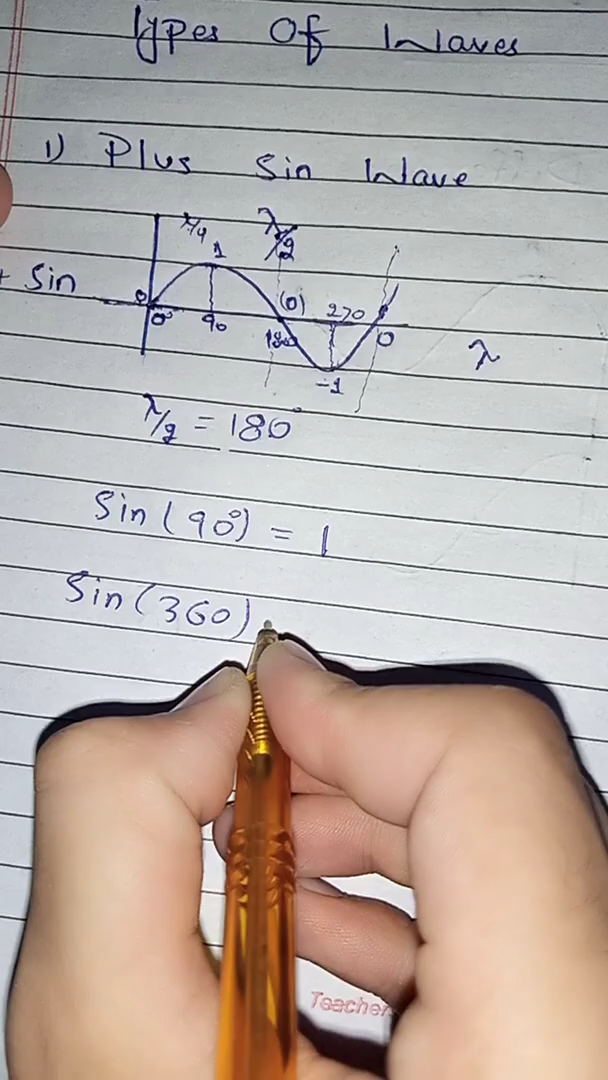 Types Of Waves
1) Plus Sin Wave
λ/4 λ/2
1
+ Sin
0 (0) 270
0° 90 180 0
λ
-1
λ/2 = 180°
Sin(90°) = 1
Sin(360)
Teacher